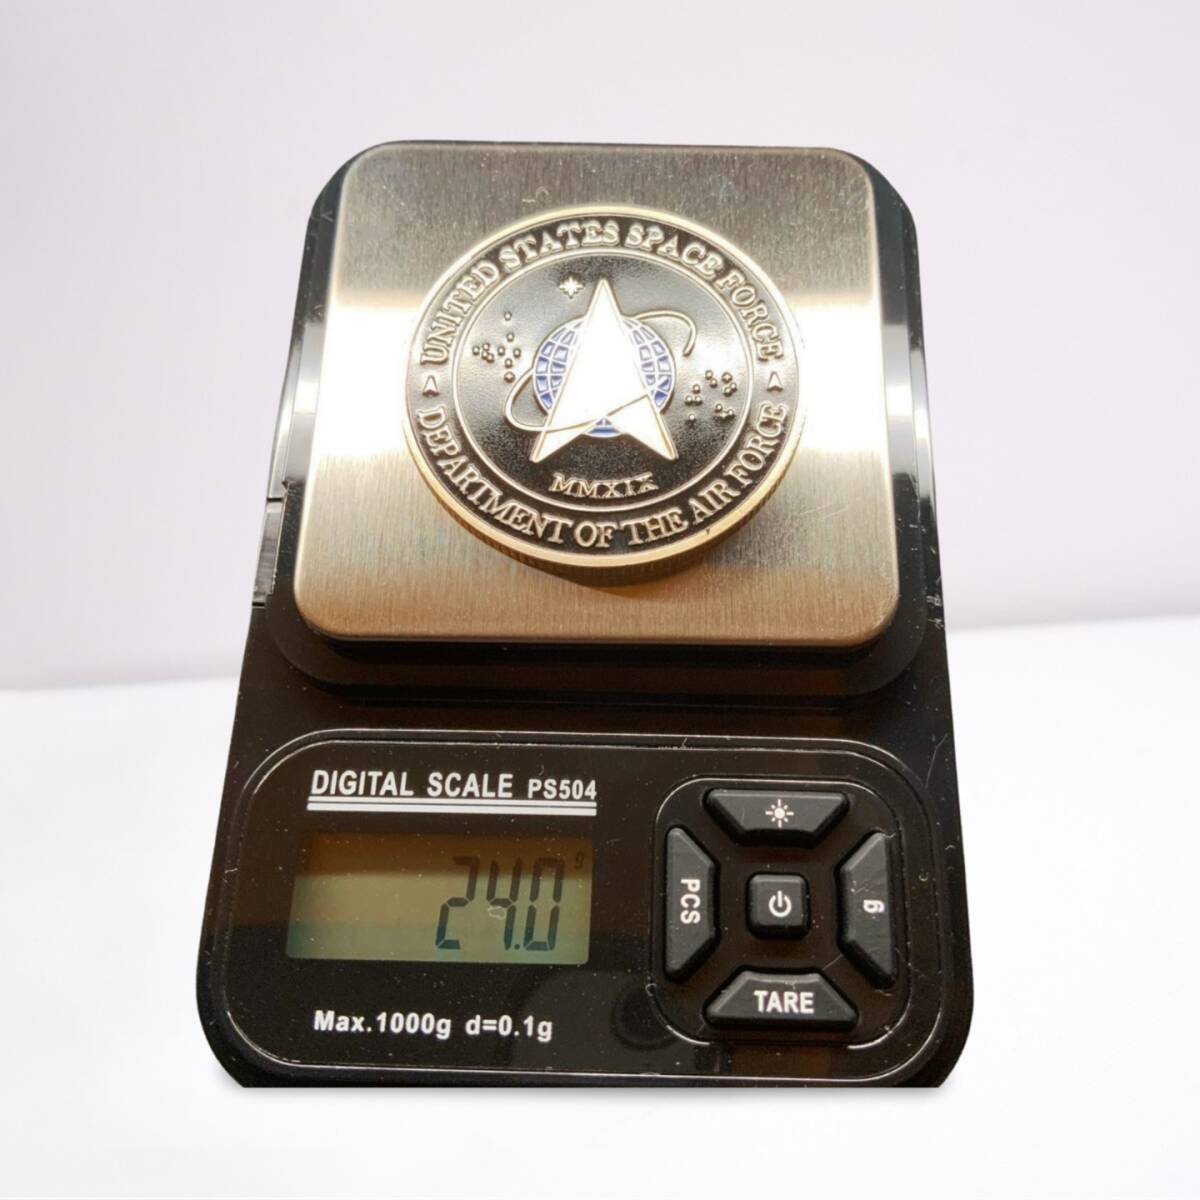 UNITED STATES SPACE FORCE
MMXIX
DEPARTMENT OF THE AIR FORCE
DIGITAL SCALE PS504
24.0 g
Max.1000g d=0.1g
PCS
g
TARE